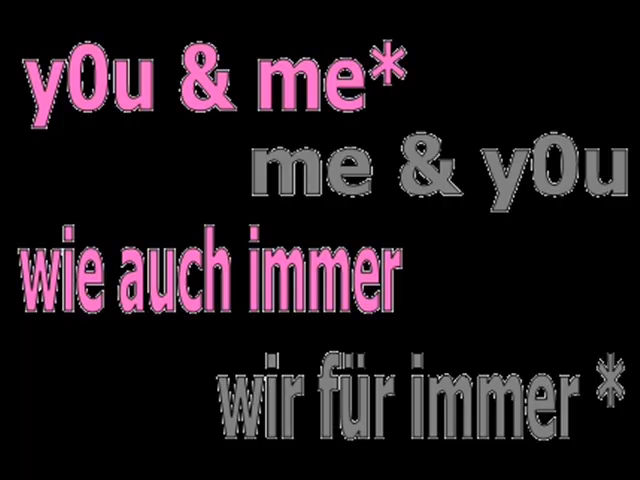 y0u & me*
me & y0u
wie auch immer
wir für immer *